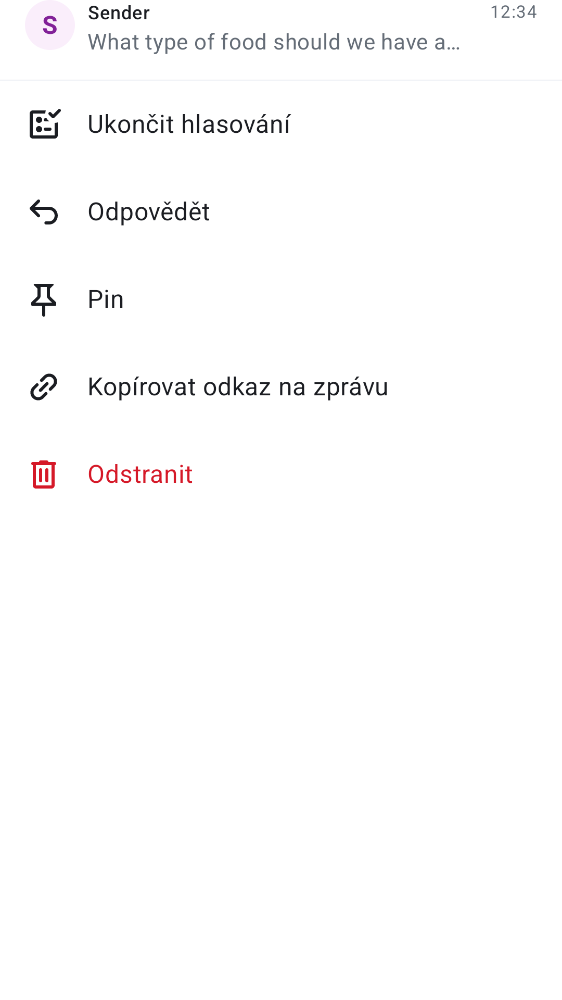 S
Sender
12:34
What type of food should we have a…
Ukončit hlasování
Odpovědět
Pin
Kopírovat odkaz na zprávu
Odstranit